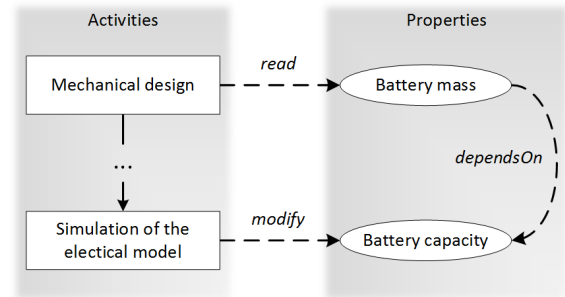 Activities
Properties
Mechanical design
read
Battery mass
...
dependsOn
Simulation of the
electical model
modify
Battery capacity